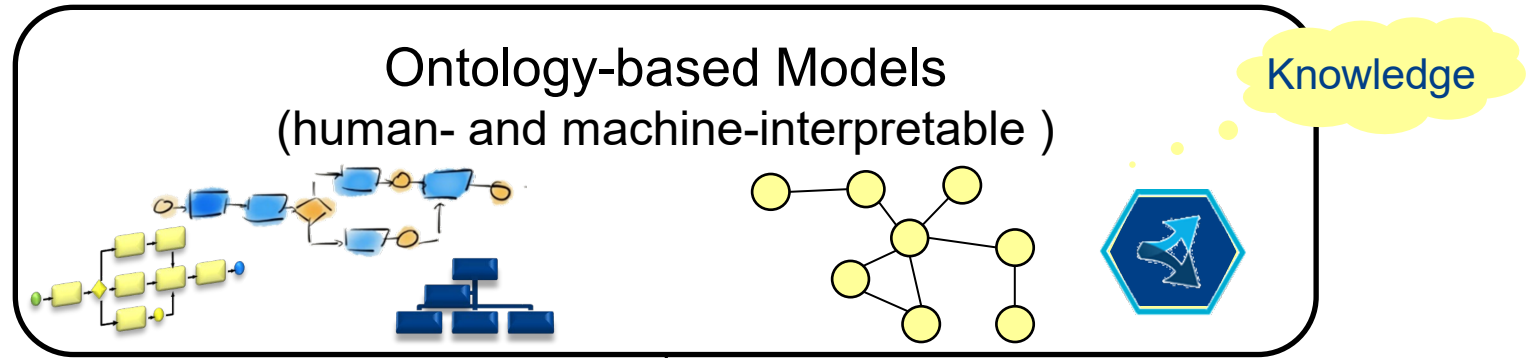 Ontology-based Models
(human- and machine-interpretable )
Knowledge